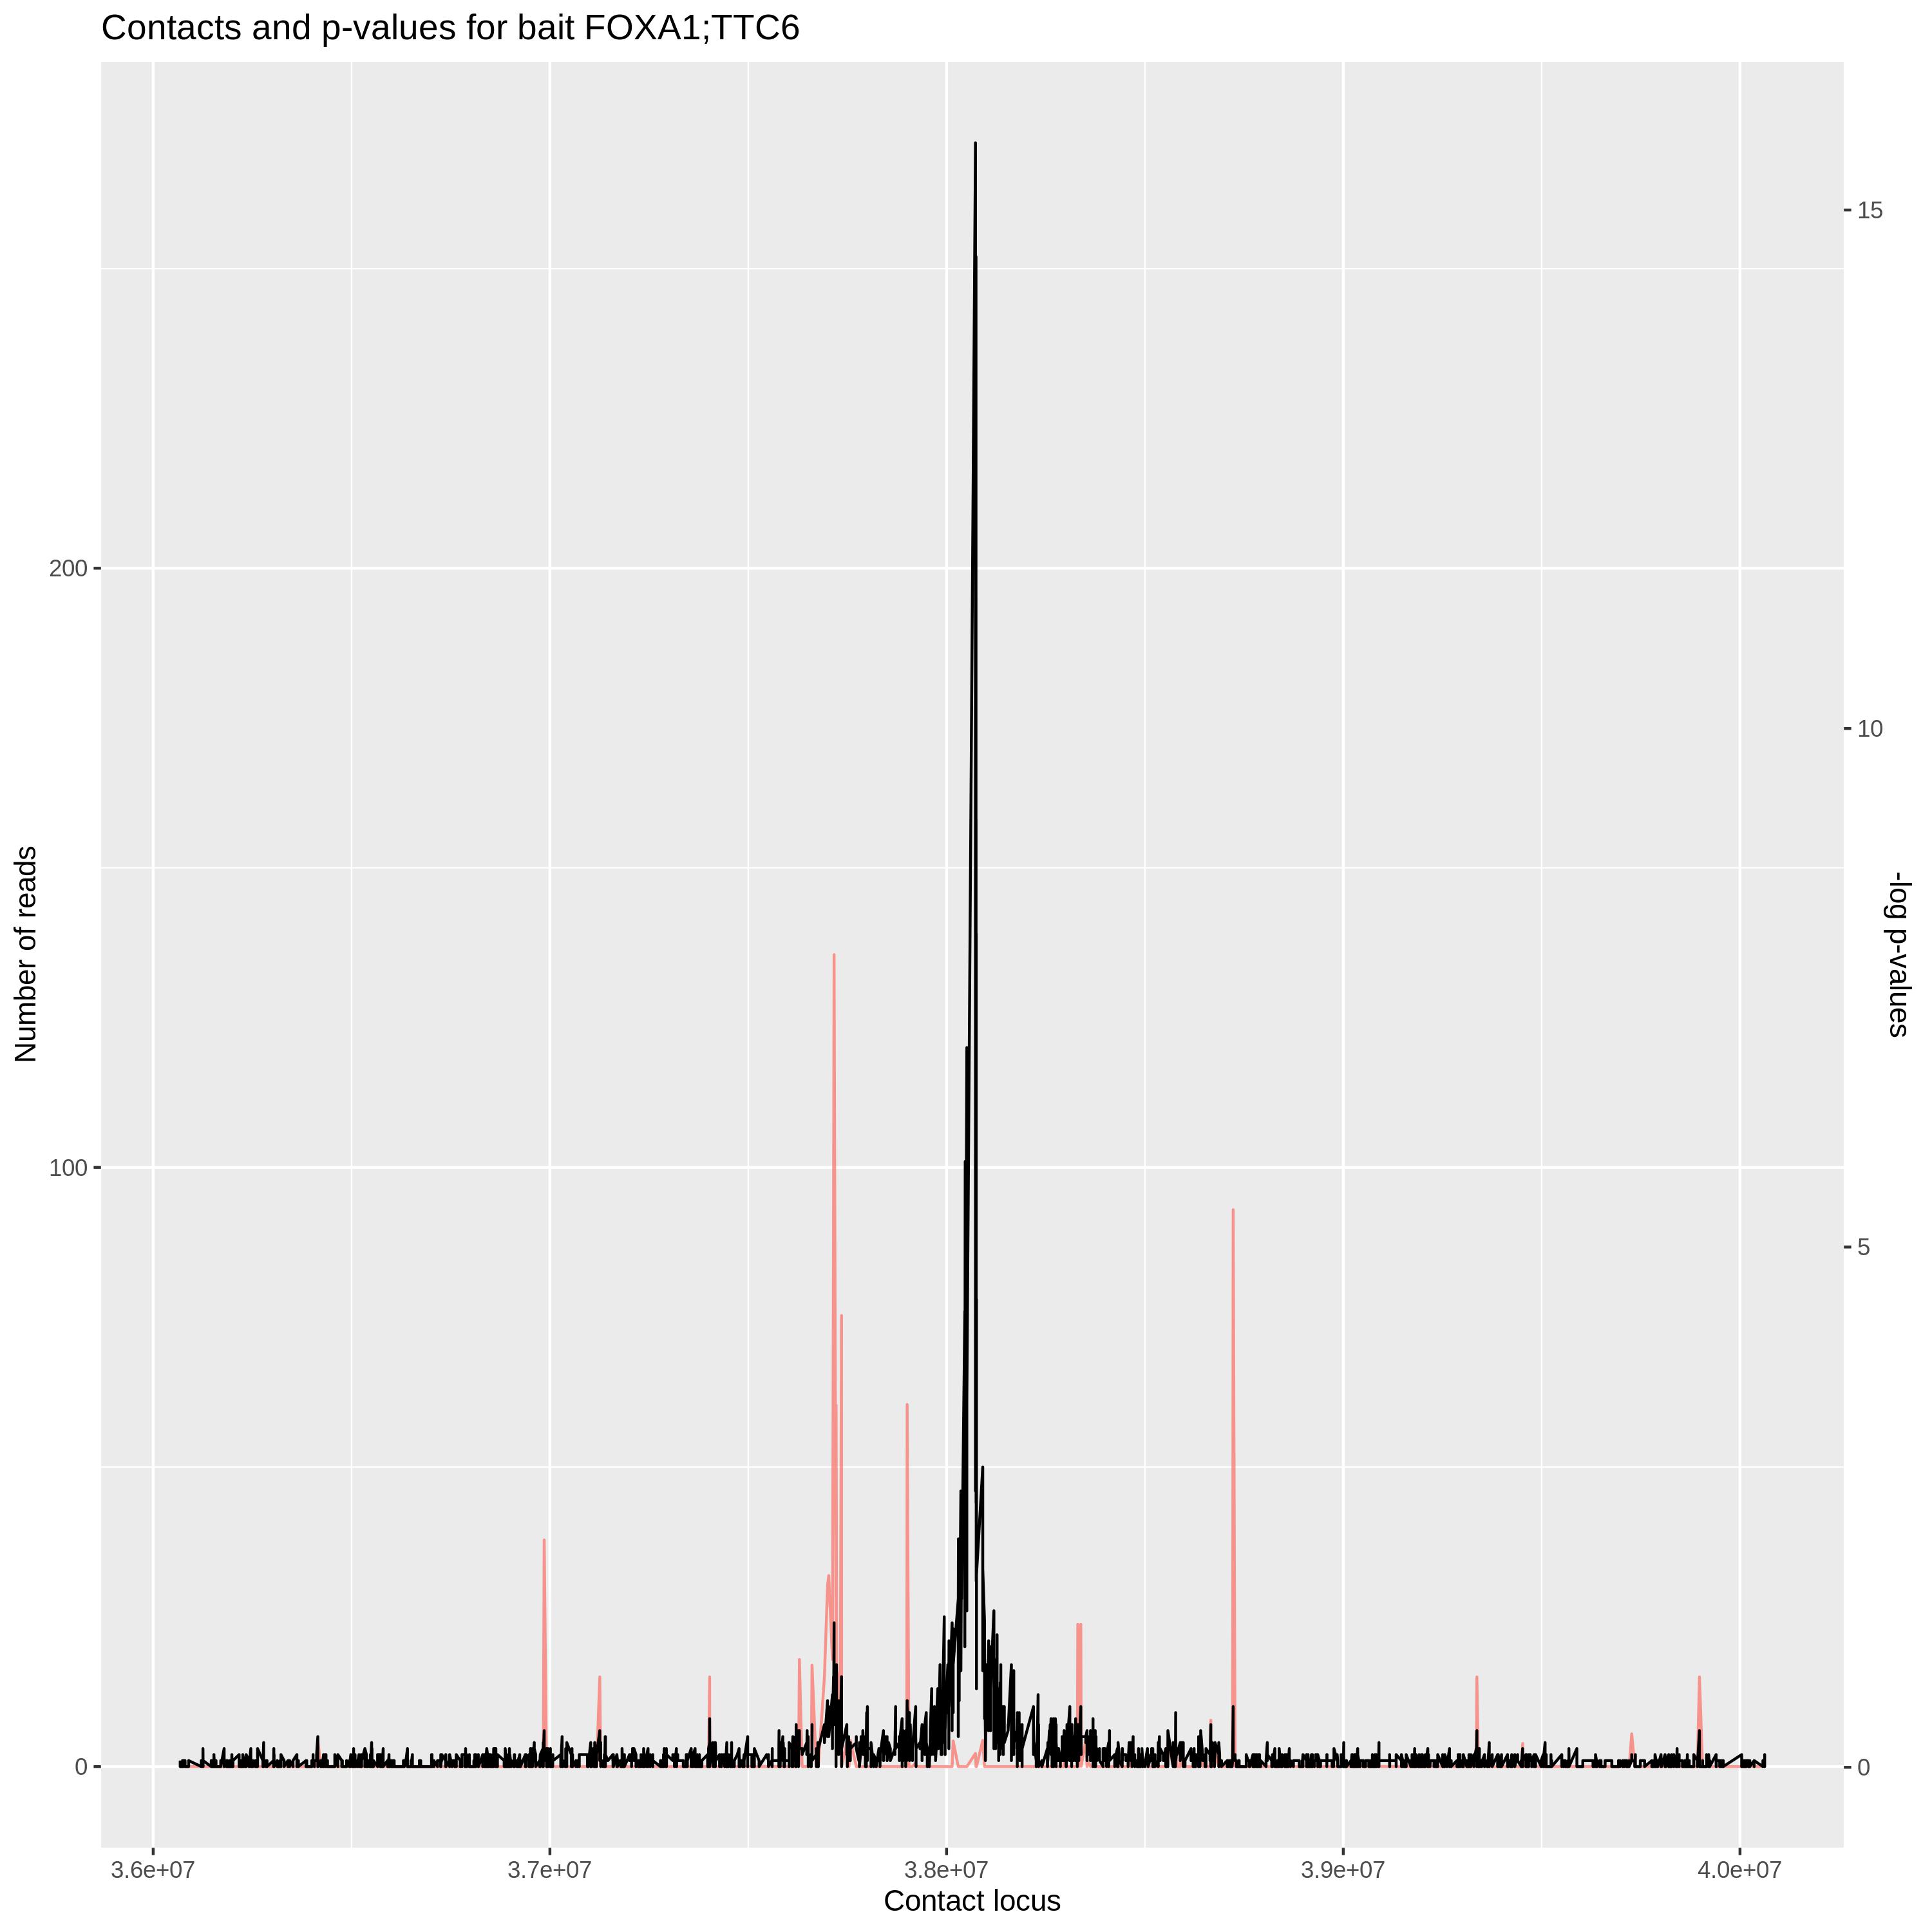 Contacts and p-values for bait FOXA1;TTC6
Number of reads
200
100
0
15
10
5
0
-log p-values
3.6e+07
3.7e+07
3.8e+07
3.9e+07
4.0e+07
Contact locus